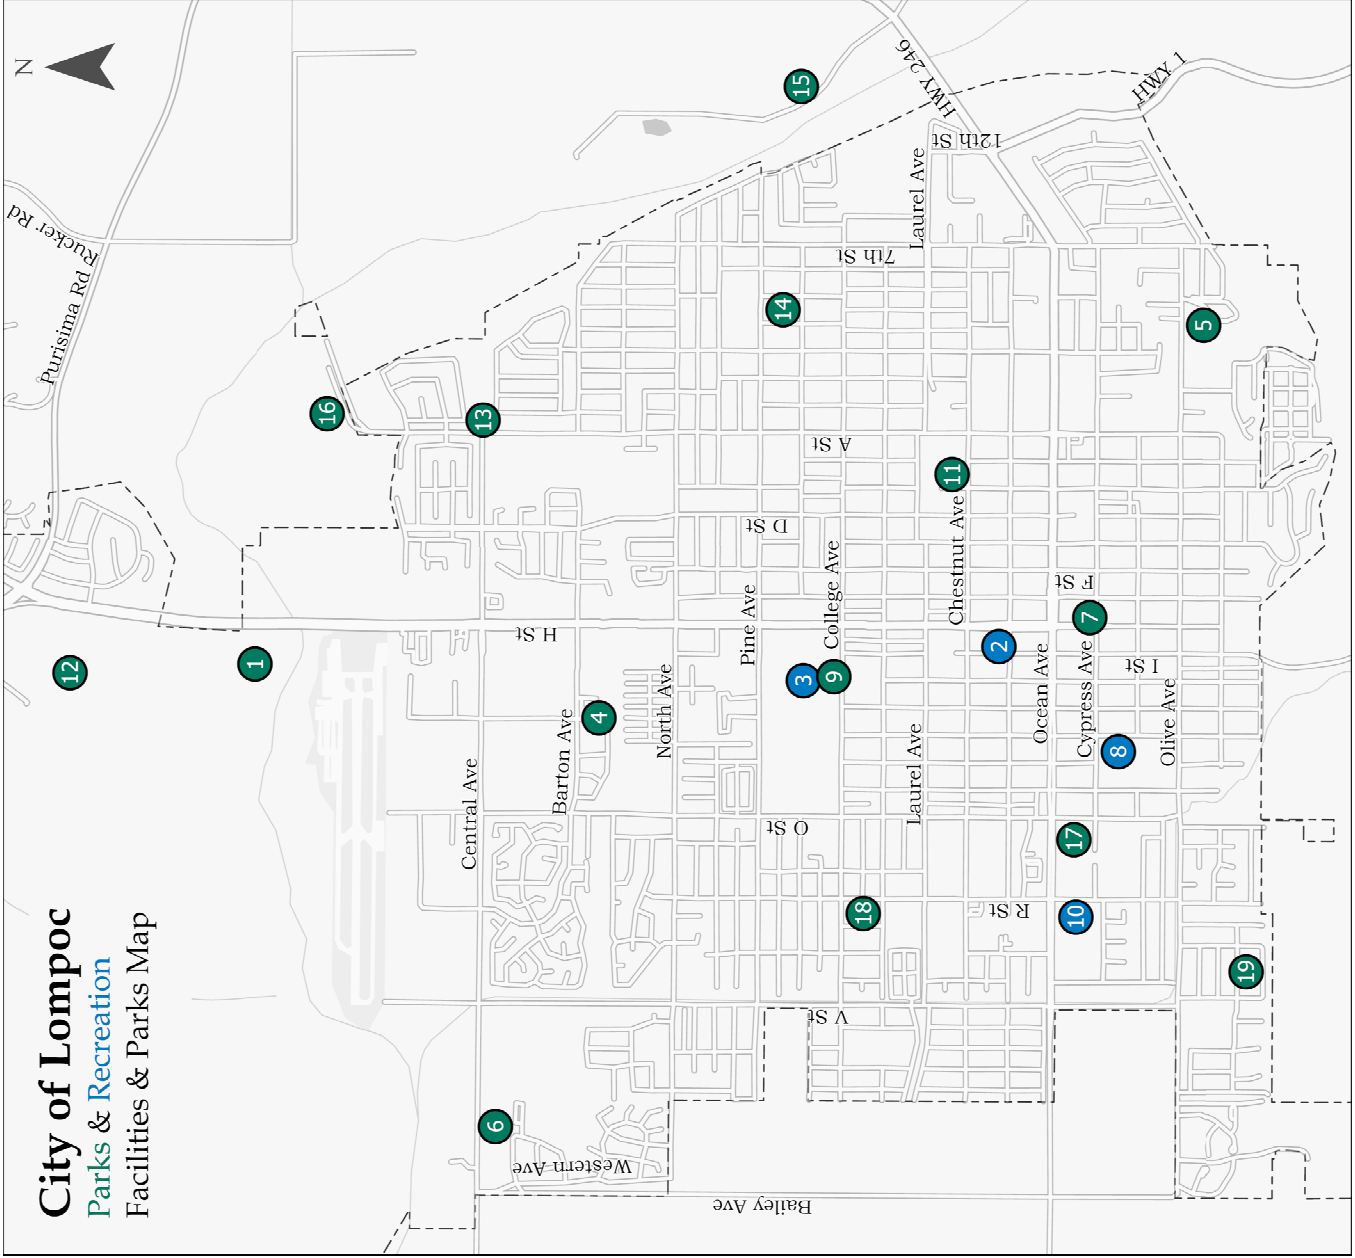 City of Lompoc
Parks & Recreation
Facilities & Parks Map
N
Rucker Rd
Purisima Rd
HWY 246
HWY 1
12th St
Laurel Ave
7th St
A St
D St
Chestnut Ave
F St
College Ave
Pine Ave
H St
I St
Ocean Ave
Cypress Ave
Olive Ave
North Ave
Barton Ave
Central Ave
Laurel Ave
O St
R St
V St
Western Ave
Bailey Ave
1
2
3
4
5
6
7
8
9
10
11
12
13
14
15
16
17
18
19